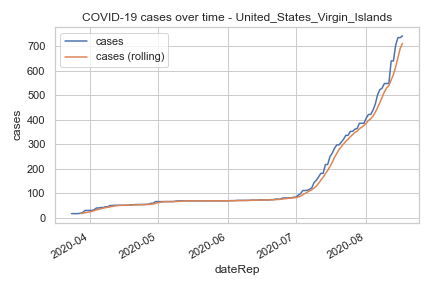 COVID-19 cases over time - United_States_Virgin_Islands
cases
cases (rolling)
cases
700
600
500
400
300
200
100
0
2020-04
2020-05
2020-06
2020-07
2020-08
dateRep